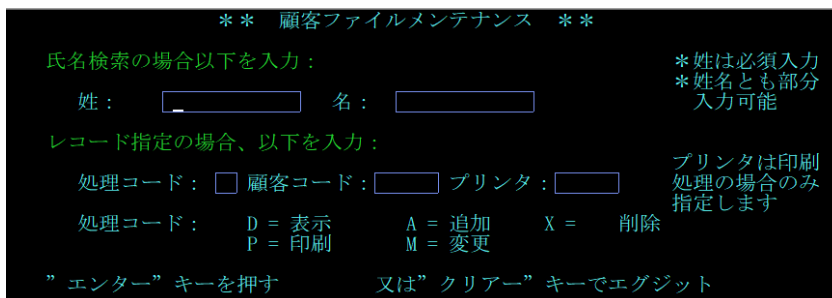 ** 顧客ファイルメンテナンス **
氏名検索の場合以下を入力: *姓は必須入力
*姓名とも部分
姓: _ 名: 入力可能
レコード指定の場合、以下を入力:
プリンタは印刷
処理コード: 顧客コード: プリンタ: 処理の場合のみ
指定します
処理コード: D = 表示 A = 追加 X = 削除
P = 印刷 M = 変更
”エンター”キーを押す 又は”クリアー”キーでエグジット